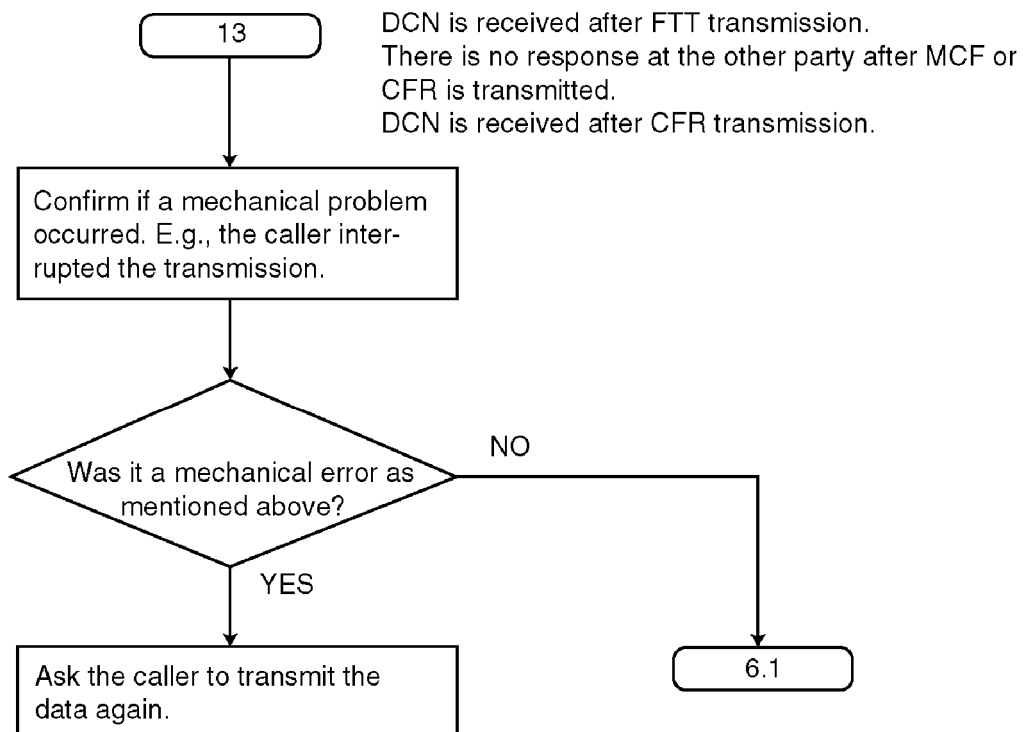 13
DCN is received after FTT transmission.
There is no response at the other party after MCF or
CFR is transmitted.
DCN is received after CFR transmission.
Confirm if a mechanical problem
occurred. E.g., the caller inter-
rupted the transmission.
Was it a mechanical error as
mentioned above?
NO
YES
Ask the caller to transmit the
data again.
6.1